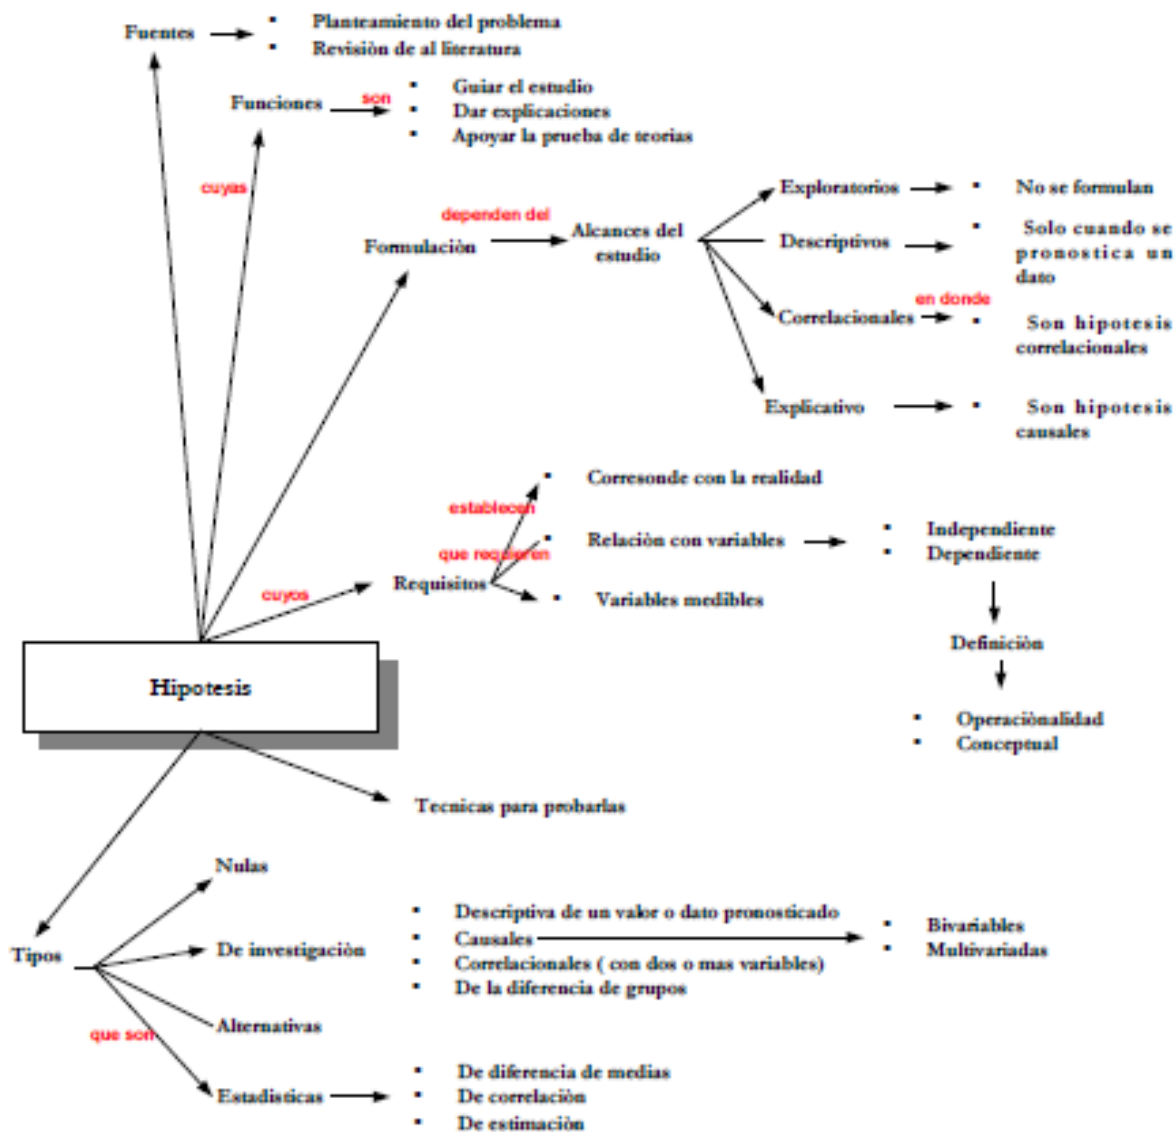 Fuentes
▪ Planteamiento del problema
▪ Revisiòn de al literatura
Funciones
son
▪ Guiar el estudio
▪ Dar explicaciones
▪ Apoyar la prueba de teorias
cuyas
Formulaciòn
dependen del
Alcances del
estudio
Exploratorios
▪ No se formulan
Descriptivos
▪ Solo cuando se
pronostica un
dato
Correlacionales
en donde
▪ Son hipotesis
correlacionales
Explicativo
▪ Son hipotesis
causales
cuyos
Requisitos
establecen
que requieren
▪ Corresonde con la realidad
▪ Relaciòn con variables
▪ Variables medibles
▪ Independiente
▪ Dependiente
Definiciòn
▪ Operaciònalidad
▪ Conceptual
Hipotesis
Tecnicas para probarlas
Tipos
que son
Nulas
De investigaciòn
▪ Descriptiva de un valor o dato pronosticado
▪ Causales
▪ Correlacionales ( con dos o mas variables)
▪ De la diferencia de grupos
▪ Bivariables
▪ Multivariadas
Alternativas
Estadisticas
▪ De diferencia de medias
▪ De correlaciòn
▪ De estimaciòn